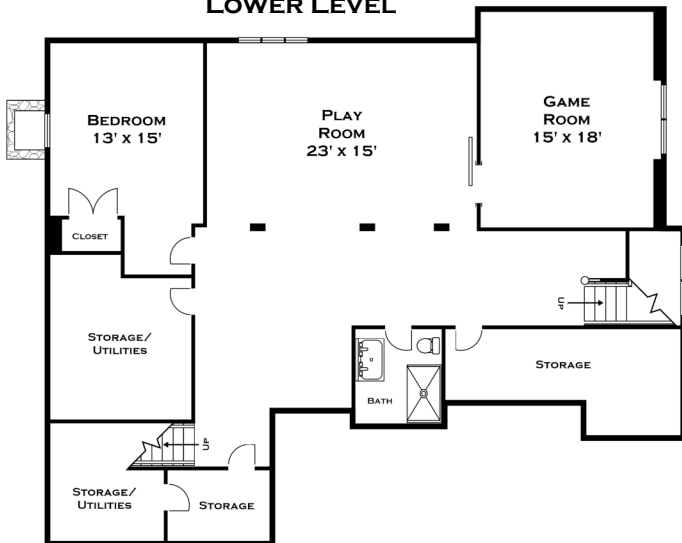 LOWER LEVEL
BEDROOM
13' X 15'
PLAY
ROOM
23' X 15'
GAME
ROOM
15' X 18'
CLOSET
STORAGE/
UTILITIES
UP
BATH
STORAGE
UP
STORAGE/
UTILITIES
STORAGE